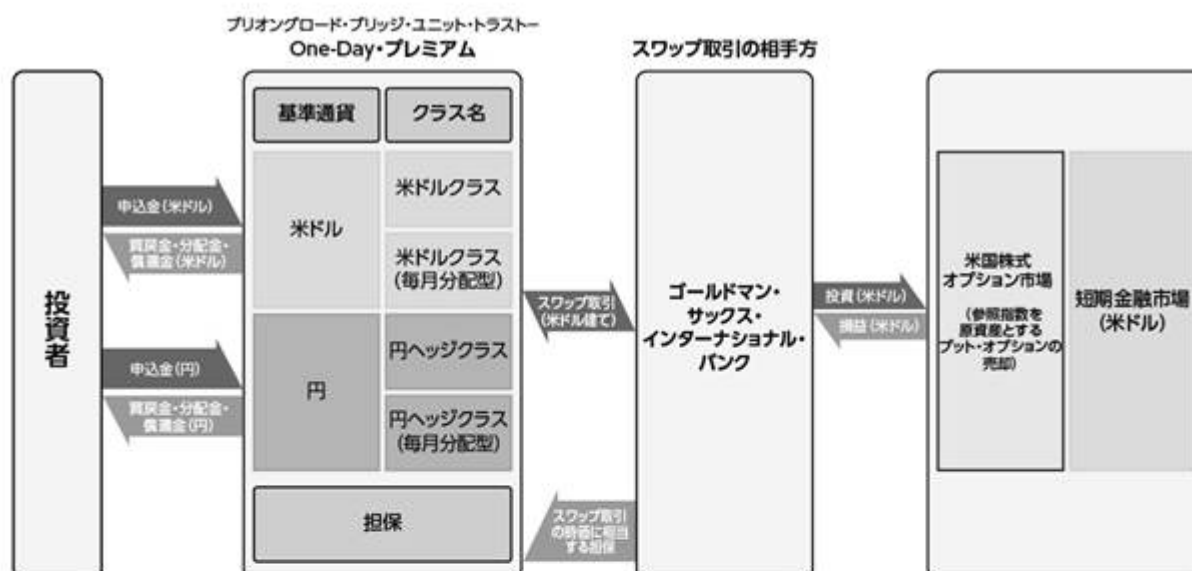 ブリオングロード・ブリッジ・ユニット・トラストー
One-Day・プレミアム
スワップ取引の相手方
投資者
申込金(米ドル)
買戻金・分配金・
償還金(米ドル)
申込金(円)
買戻金・分配金・
償還金(円)
基準通貨
クラス名
米ドル
米ドルクラス
米ドルクラス
(毎月分配型)
円
円ヘッジクラス
円ヘッジクラス
(毎月分配型)
担保
スワップ取引
(米ドル建て)
スワップ取引
の時価に相当
する担保
ゴールドマン・
サックス・
インターナショナル・
バンク
投資(米ドル)
損益(米ドル)
米国株式
オプション市場
(参照指数を
原資産とする
プット・オプションの
売却)
短期金融市場
(米ドル)